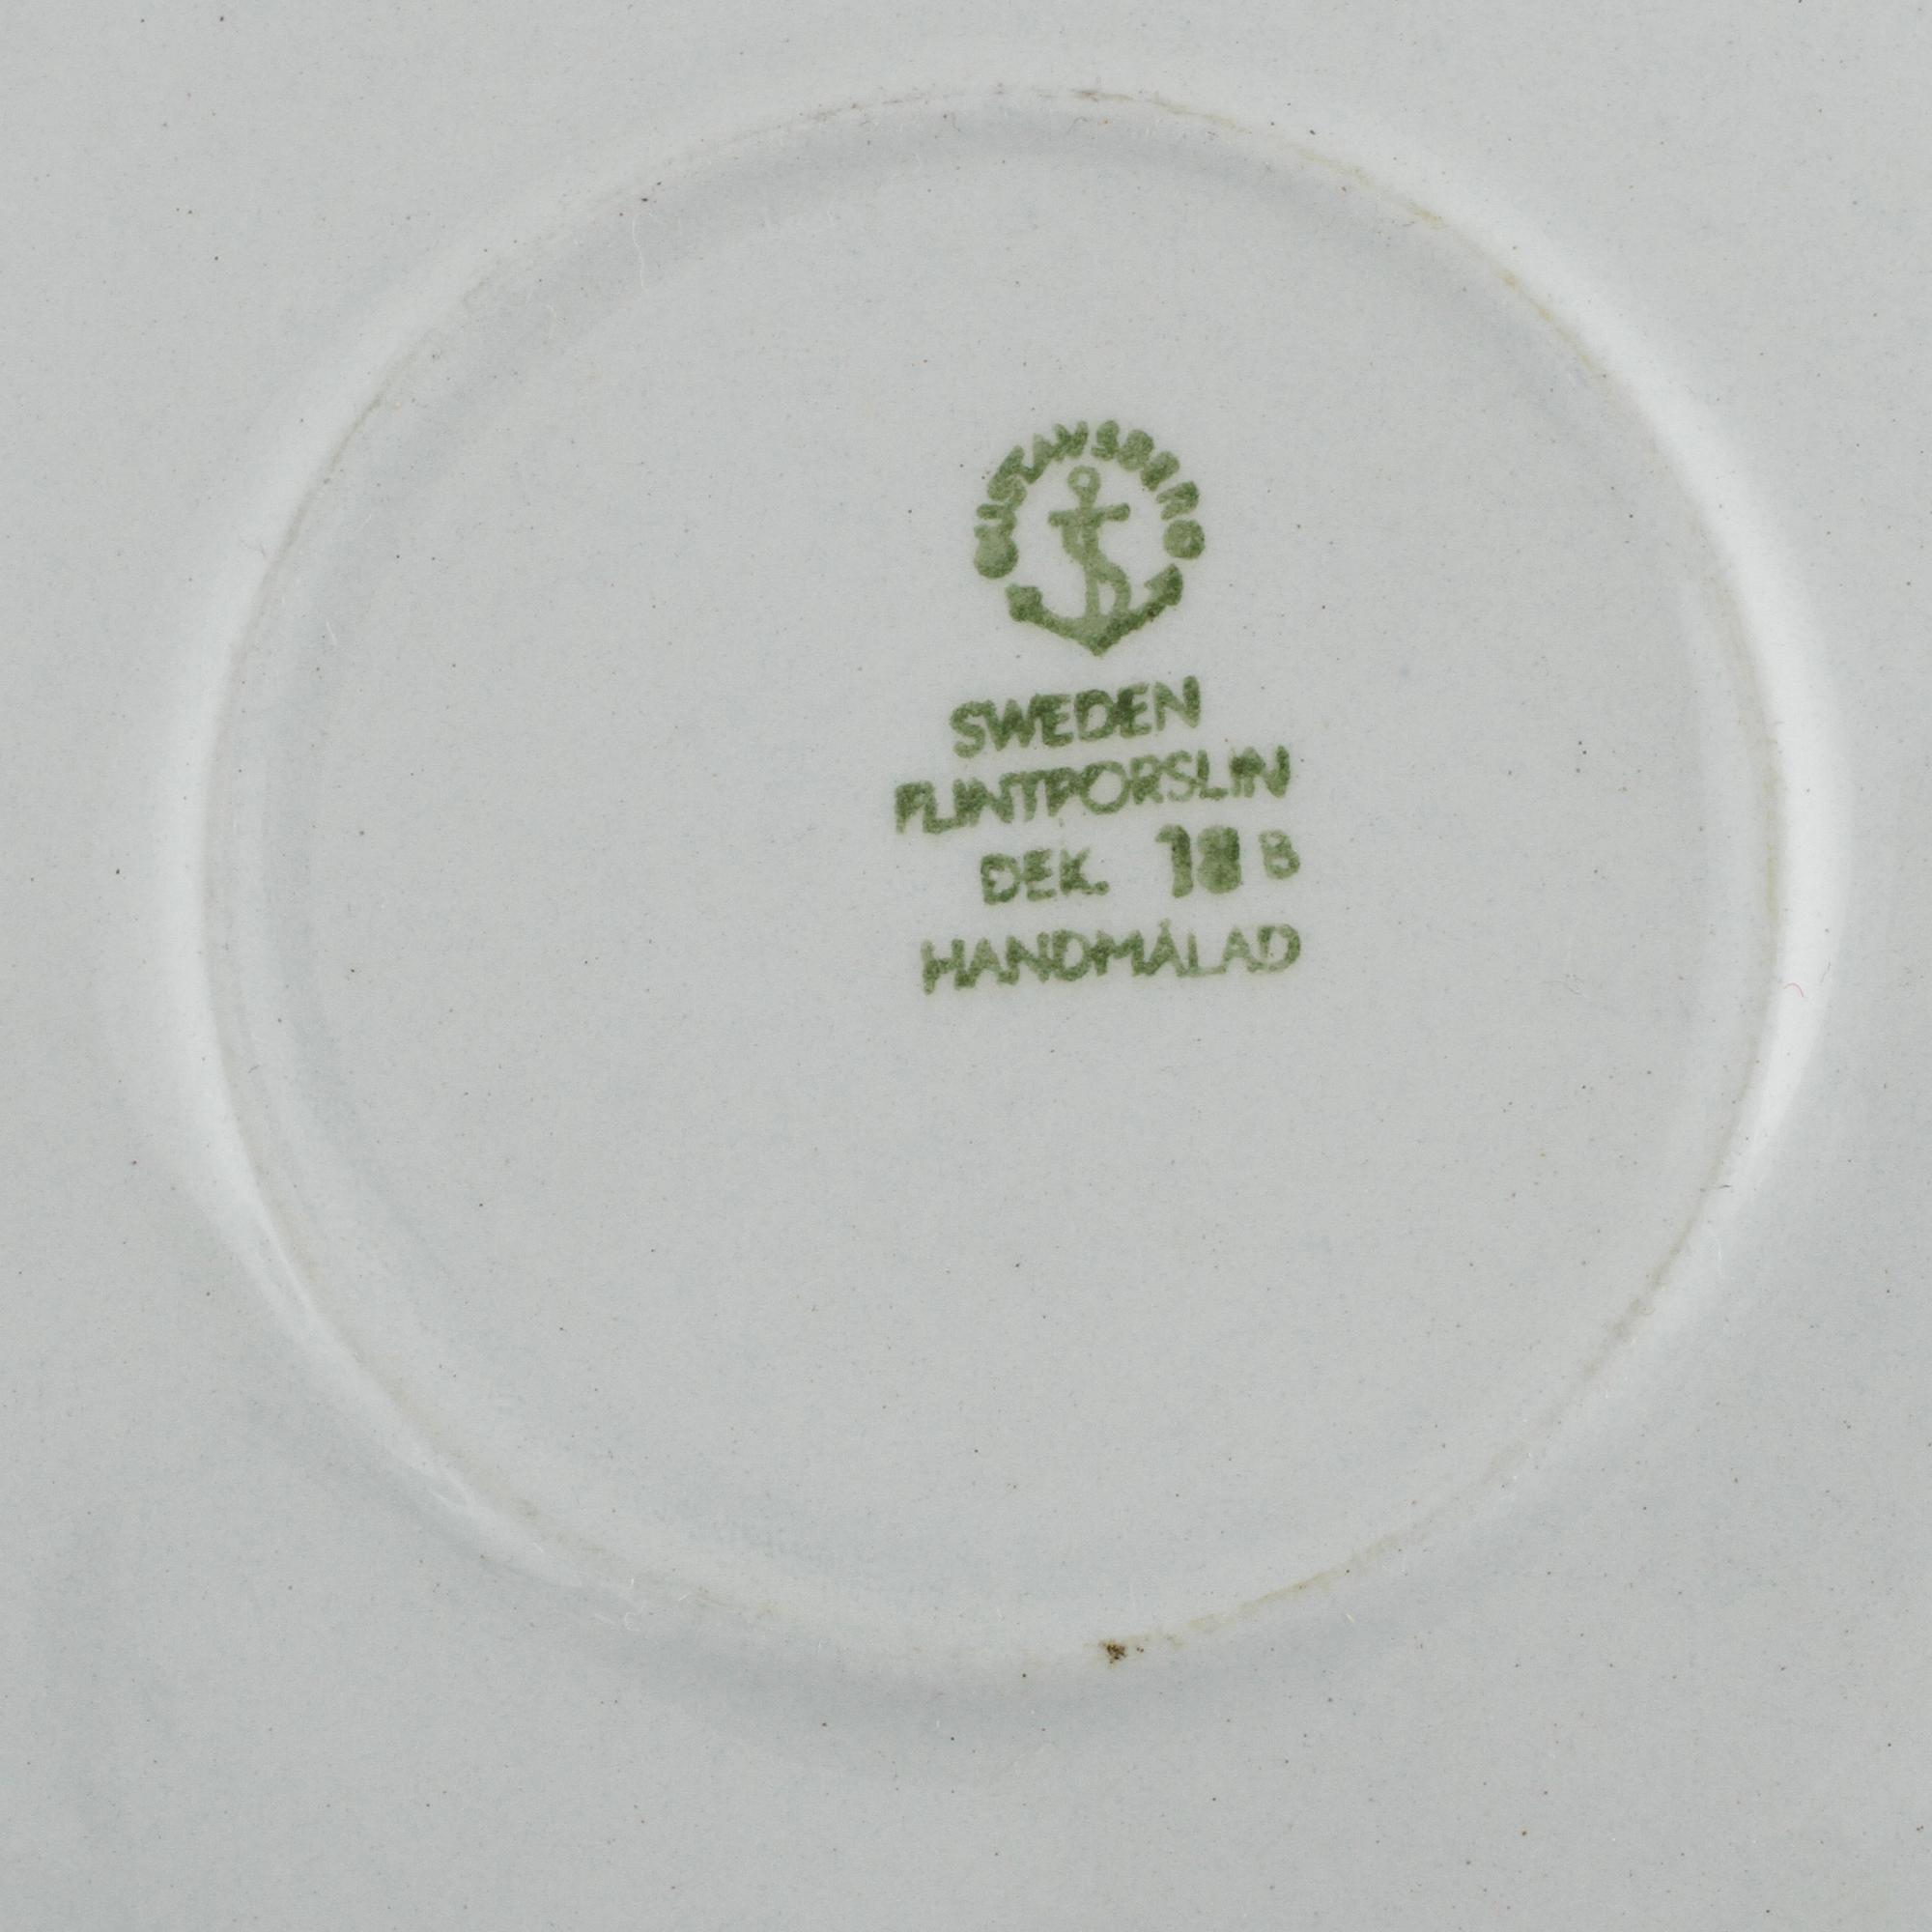 GUSTAVSBERG
SWEDEN
FLINTPORSLIN
DEK. 18 B
HANDMÅLAD